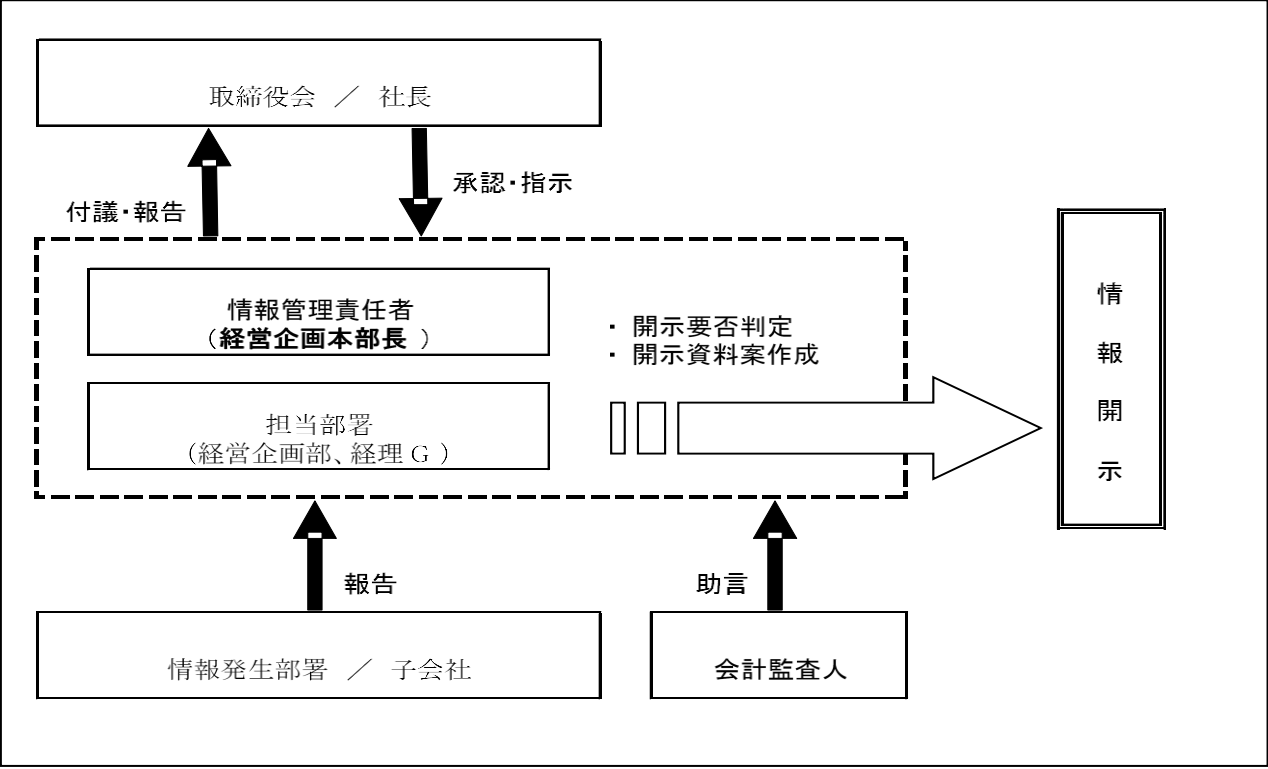 取締役会　／　社長
付議・報告
承認・指示
情報管理責任者
（経営企画本部長 ）
・ 開示要否判定
・ 開示資料案作成
担当部署
（経営企画部、経理 G ）
情報開示
報告
助言
情報発生部署　／　子会社
会計監査人